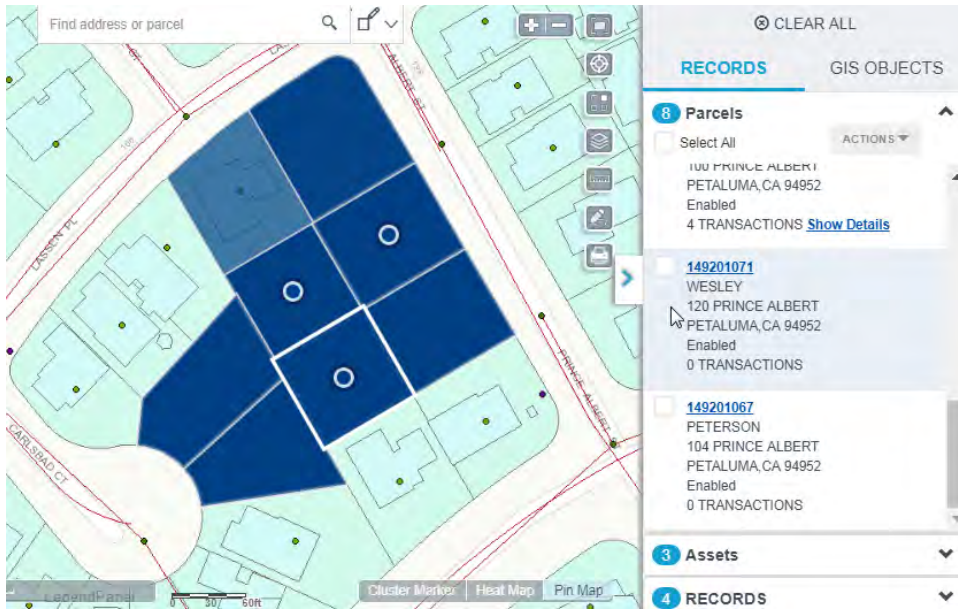 Find address or parcel
CLEAR ALL
RECORDS
GIS OBJECTS
8 Parcels
Select All
ACTIONS
100 PRINCE ALBERT
PETALUMA,CA 94952
Enabled
4 TRANSACTIONS Show Details
149201071
WESLEY
120 PRINCE ALBERT
PETALUMA,CA 94952
Enabled
0 TRANSACTIONS
149201067
PETERSON
104 PRINCE ALBERT
PETALUMA,CA 94952
Enabled
0 TRANSACTIONS
3 Assets
4 RECORDS
ALBERT CT
LASSEN PL
PRINCE ALBERT
CARLSBAD CT
LegendPanel
0 30 60ft
Cluster Marker
Heat Map
Pin Map